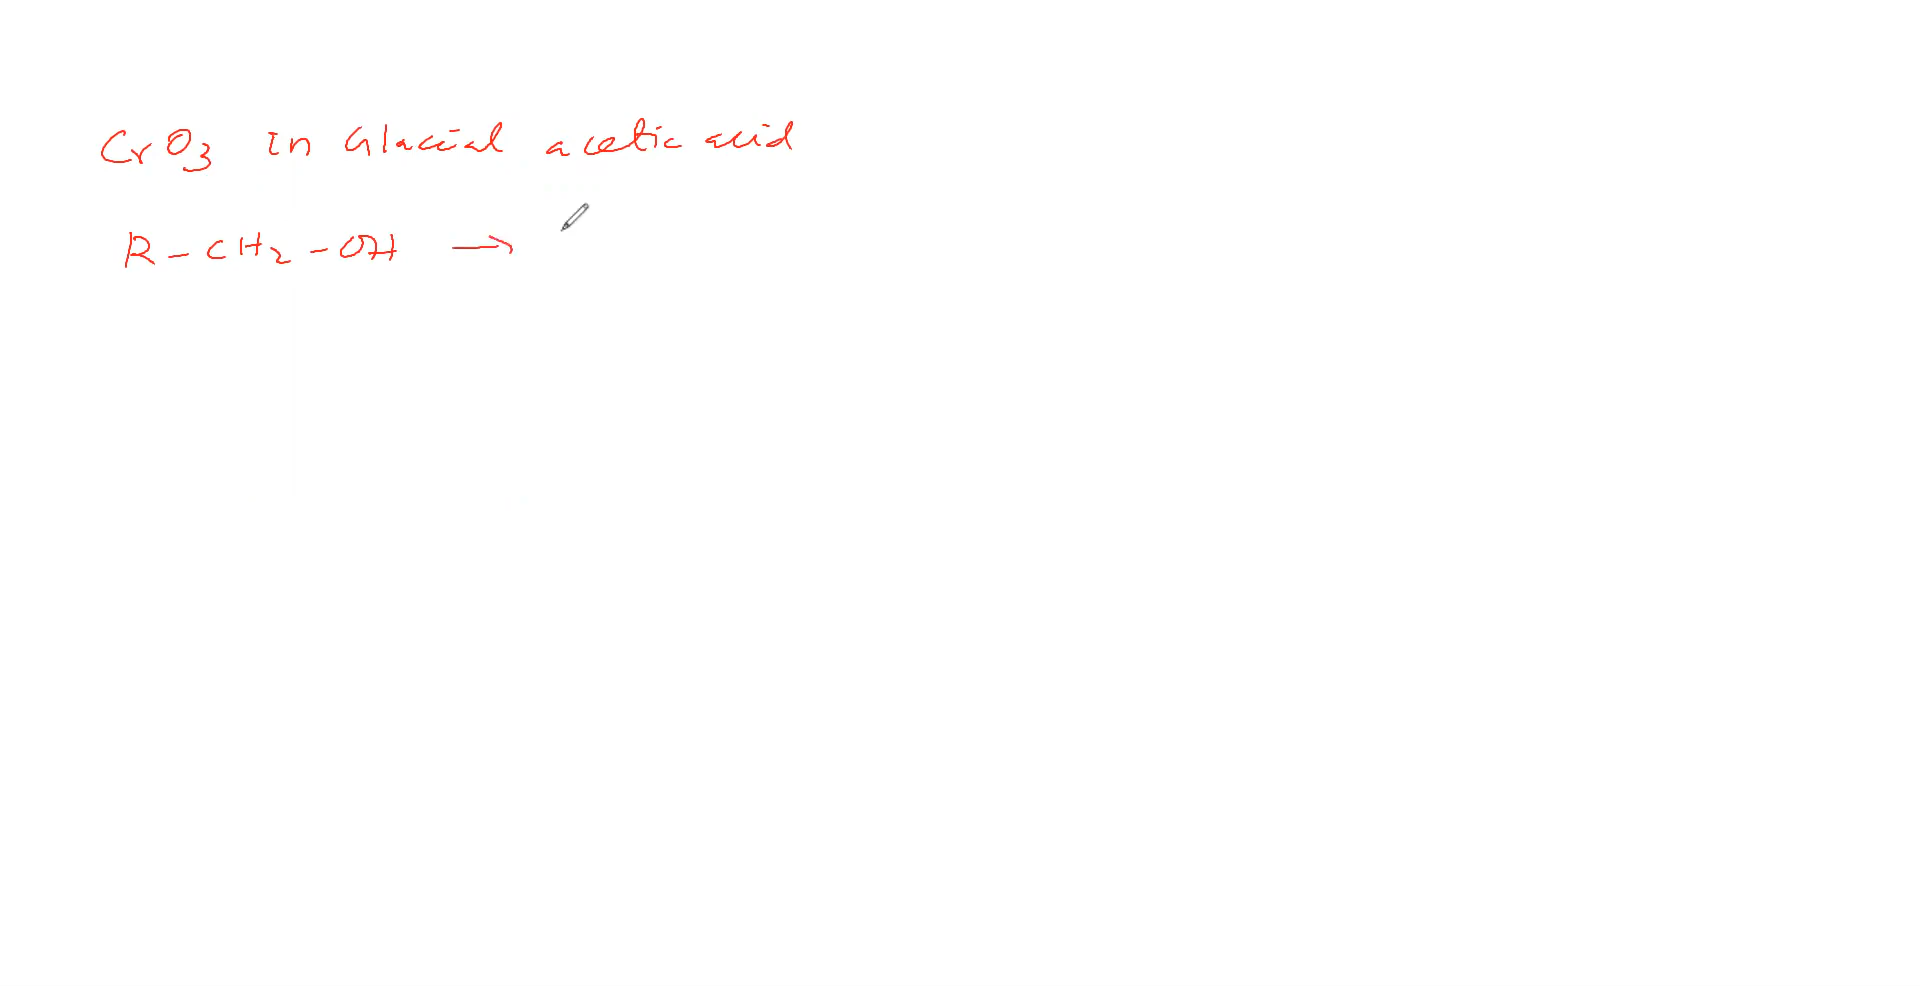 CrO3 in Glacial acetic acid
R - CH2 - OH →